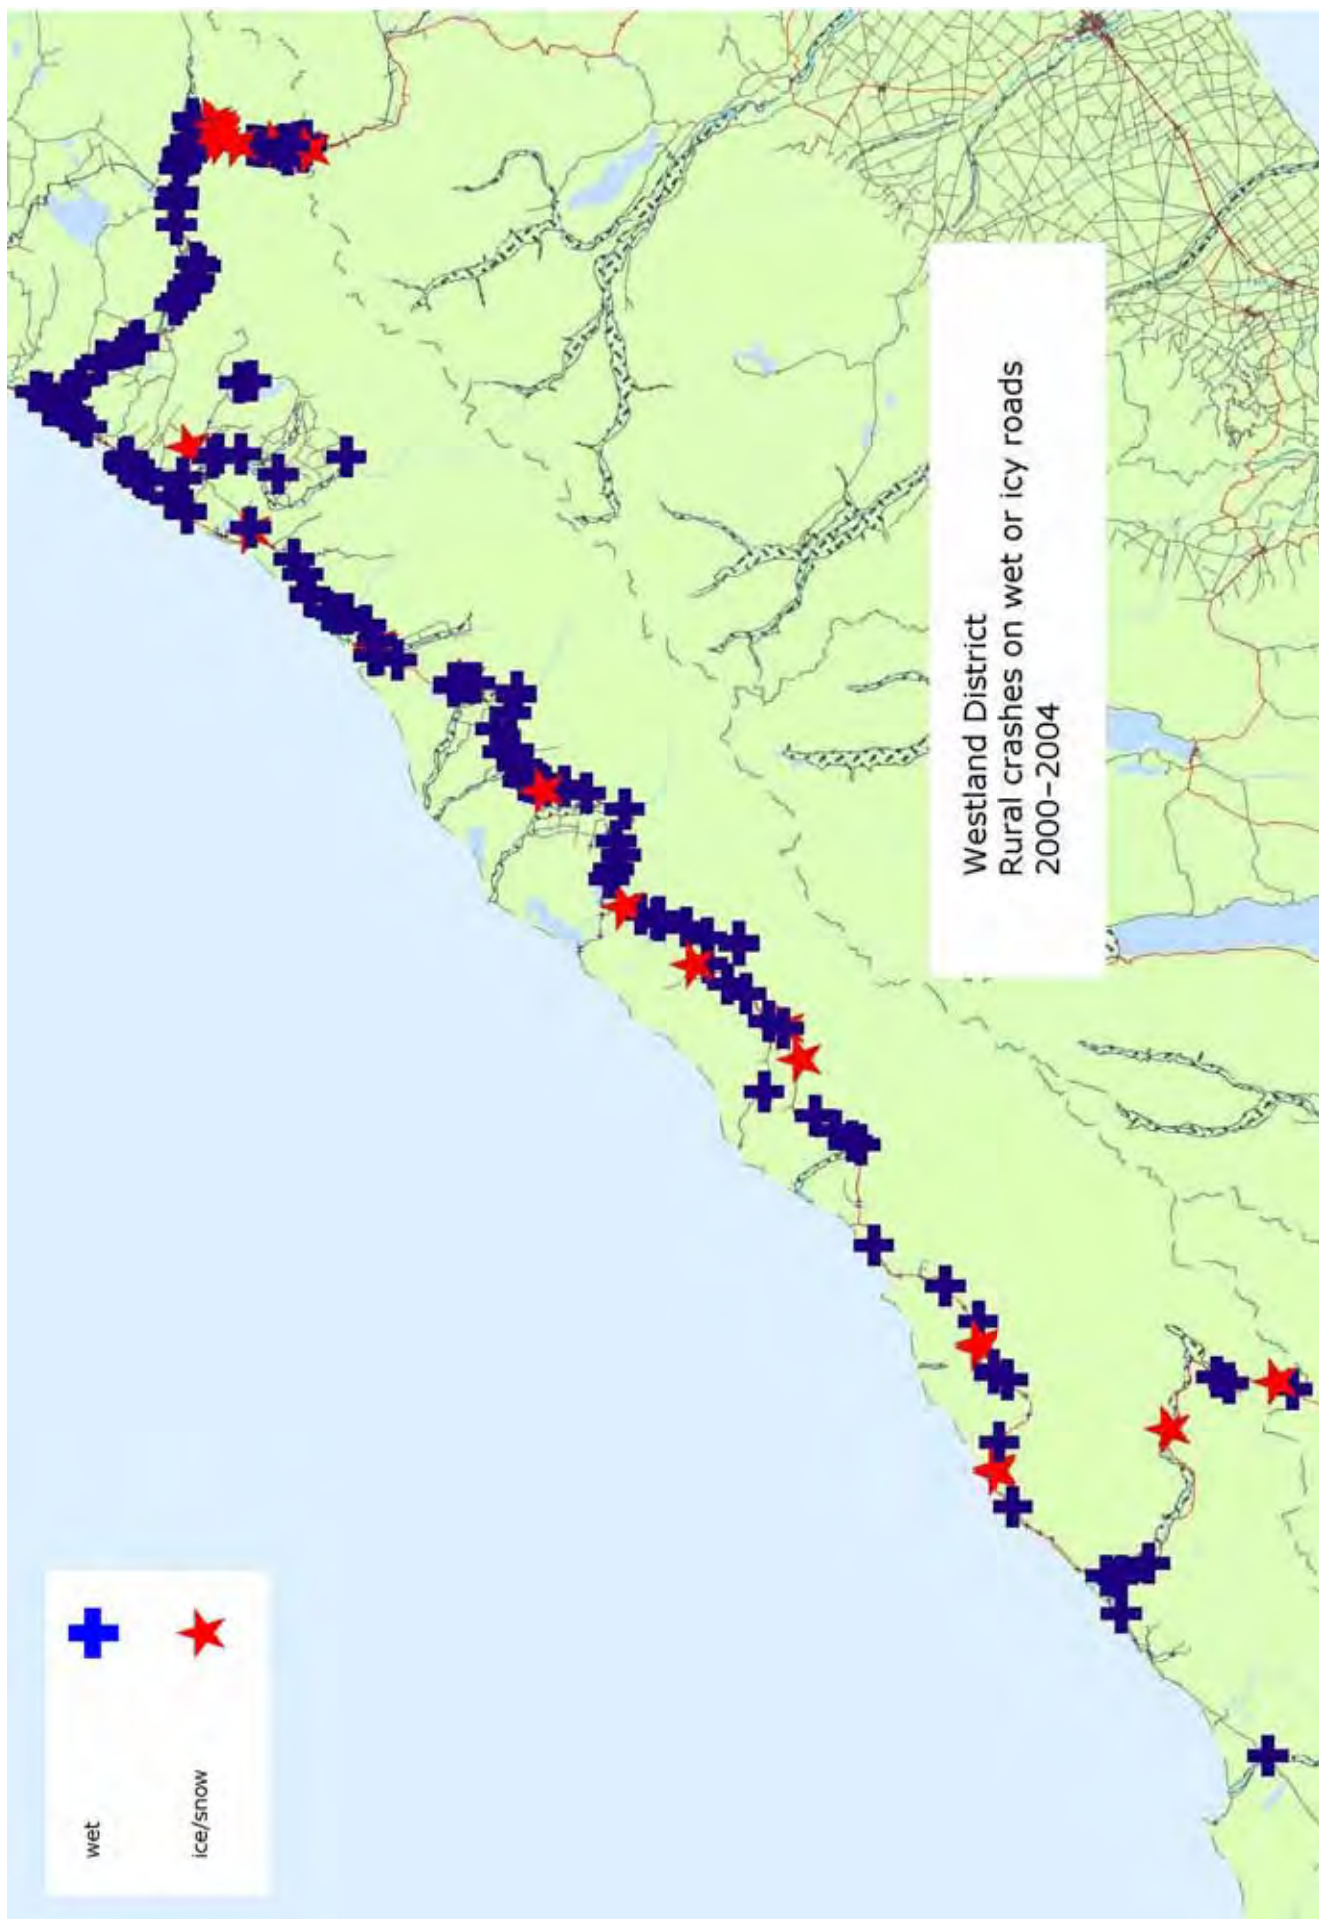 Westland District
Rural crashes on wet or icy roads
2000–2004
wet
ice/snow